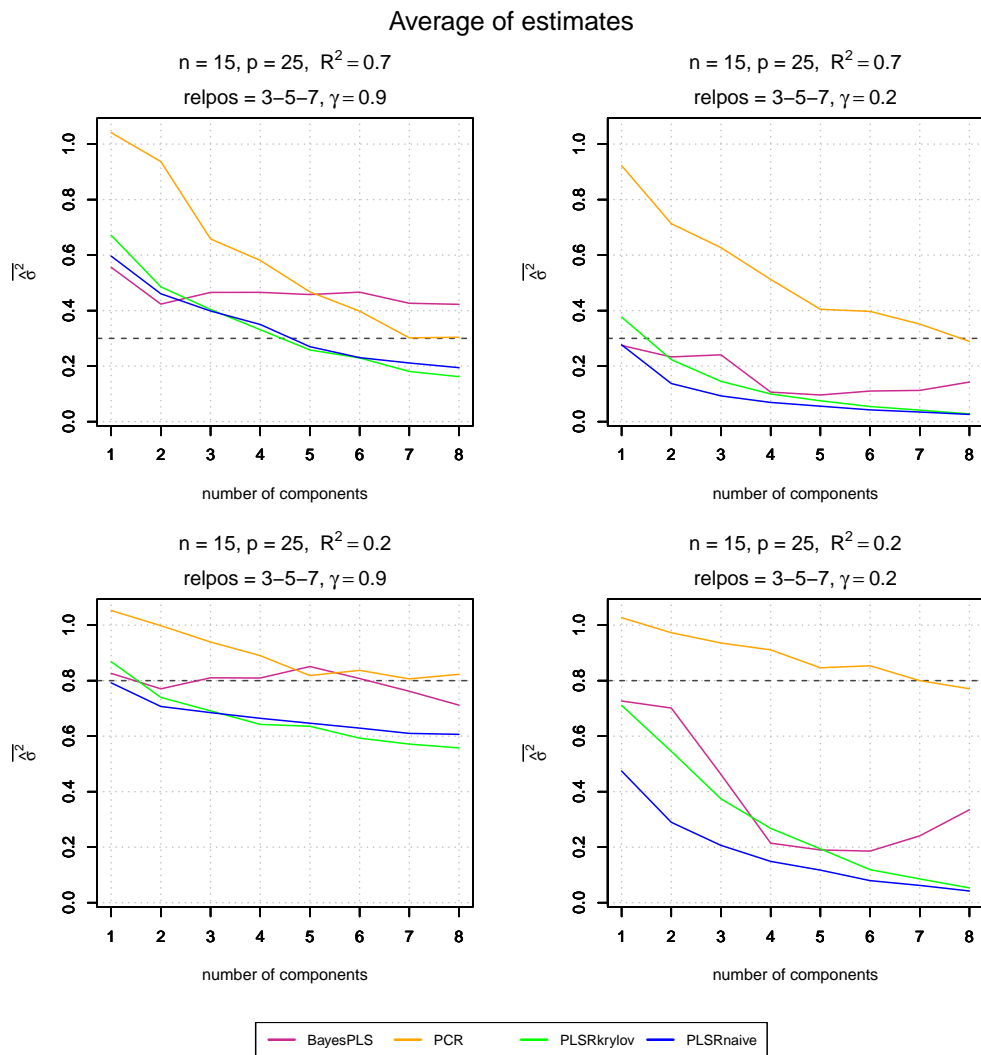 Average of estimates
n = 15, p = 25, R² = 0.7
relpos = 3−5−7, γ = 0.9
1.0
0.8
0.6
0.4
0.2
0.0
σ̂²
1 2 3 4 5 6 7 8
number of components
n = 15, p = 25, R² = 0.7
relpos = 3−5−7, γ = 0.2
1.0
0.8
0.6
0.4
0.2
0.0
σ̂²
1 2 3 4 5 6 7 8
number of components
n = 15, p = 25, R² = 0.2
relpos = 3−5−7, γ = 0.9
1.0
0.8
0.6
0.4
0.2
0.0
σ̂²
1 2 3 4 5 6 7 8
number of components
n = 15, p = 25, R² = 0.2
relpos = 3−5−7, γ = 0.2
1.0
0.8
0.6
0.4
0.2
0.0
σ̂²
1 2 3 4 5 6 7 8
number of components
BayesPLS PCR PLSRkrylov PLSRnaive